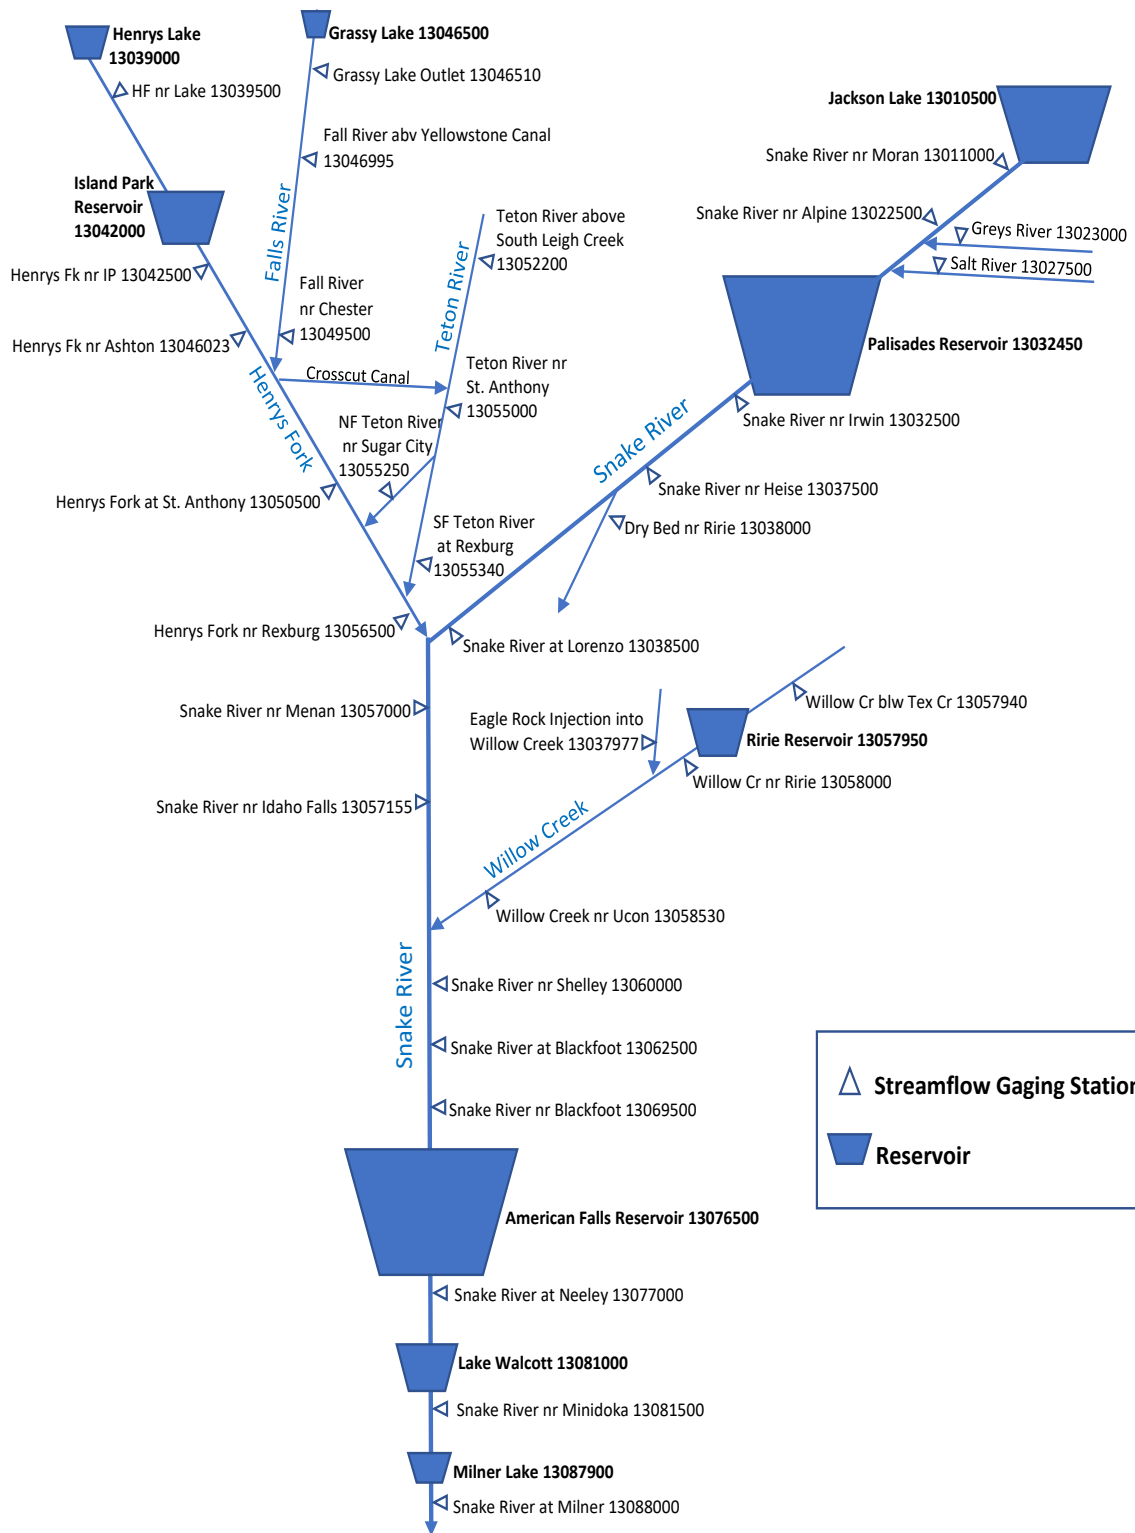 Henrys Lake
13039000
Grassy Lake 13046500
HF nr Lake 13039500
Grassy Lake Outlet 13046510
Jackson Lake 13010500
Fall River abv Yellowstone Canal
13046995
Snake River nr Moran 13011000
Island Park
Reservoir
13042000
Falls River
Teton River above
South Leigh Creek
13052200
Snake River nr Alpine 13022500
Greys River 13023000
Salt River 13027500
Henrys Fk nr IP 13042500
Fall River
nr Chester
13049500
Teton River
Henrys Fk nr Ashton 13046023
Palisades Reservoir 13032450
Crosscut Canal
Teton River nr
St. Anthony
13055000
Henrys Fork
NF Teton River
nr Sugar City
13055250
Snake River
Snake River nr Irwin 13032500
Henrys Fork at St. Anthony 13050500
Snake River nr Heise 13037500
SF Teton River
at Rexburg
13055340
Dry Bed nr Ririe 13038000
Henrys Fork nr Rexburg 13056500
Snake River at Lorenzo 13038500
Snake River nr Menan 13057000
Eagle Rock Injection into
Willow Creek 13037977
Willow Cr blw Tex Cr 13057940
Ririe Reservoir 13057950
Willow Cr nr Ririe 13058000
Snake River nr Idaho Falls 13057155
Willow Creek
Willow Creek nr Ucon 13058530
Snake River
Snake River nr Shelley 13060000
Snake River at Blackfoot 13062500
Snake River nr Blackfoot 13069500
Streamflow Gaging Station
Reservoir
American Falls Reservoir 13076500
Snake River at Neeley 13077000
Lake Walcott 13081000
Snake River nr Minidoka 13081500
Milner Lake 13087900
Snake River at Milner 13088000